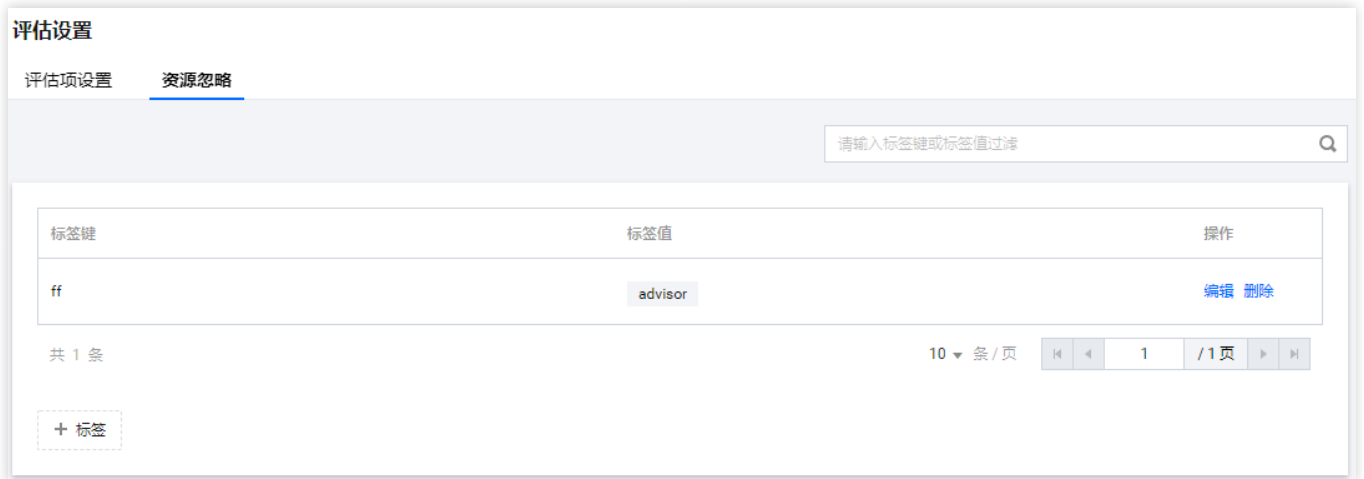 评估设置
评估项设置 资源忽略
请输入标签键或标签值过滤
标签键 标签值 操作
ff advisor 编辑 删除
共 1 条 10 条 / 页 1 / 1 页
+ 标签